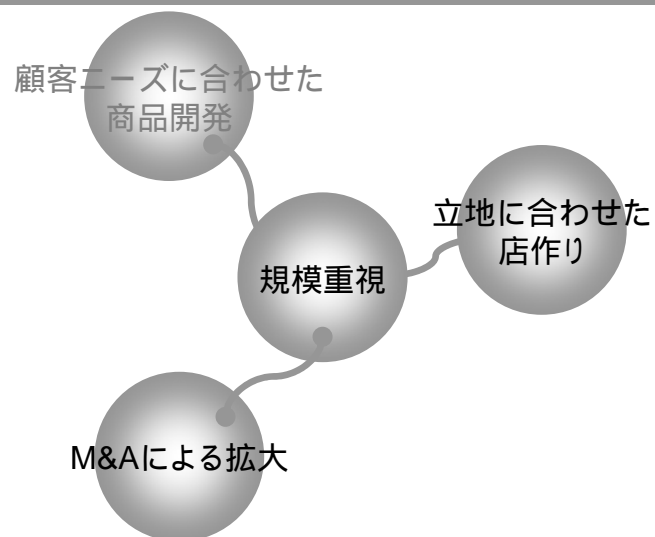 顧客ニーズに合わせた
商品開発
立地に合わせた
店作り
規模重視
M&Aによる拡大